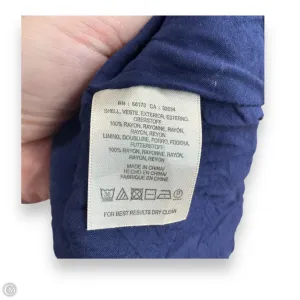 RN : 66170 CA : 32014
SHELL, VESTE, EXTERIOR, ESTERNO,
OBERSTOFF:
100% RAYON, RAYONNE, RAYON,
RAYON, REYON
LINING, DOUBLURE, FORRO, FODERA,
FUTTERSTOFF:
100% RAYON, RAYONNE, RAYON,
RAYON, REYON
MADE IN CHINA/
HECHO EN CHINA/
FABRIQUE EN CHINE
FOR BEST RESULTS DRY CLEAN